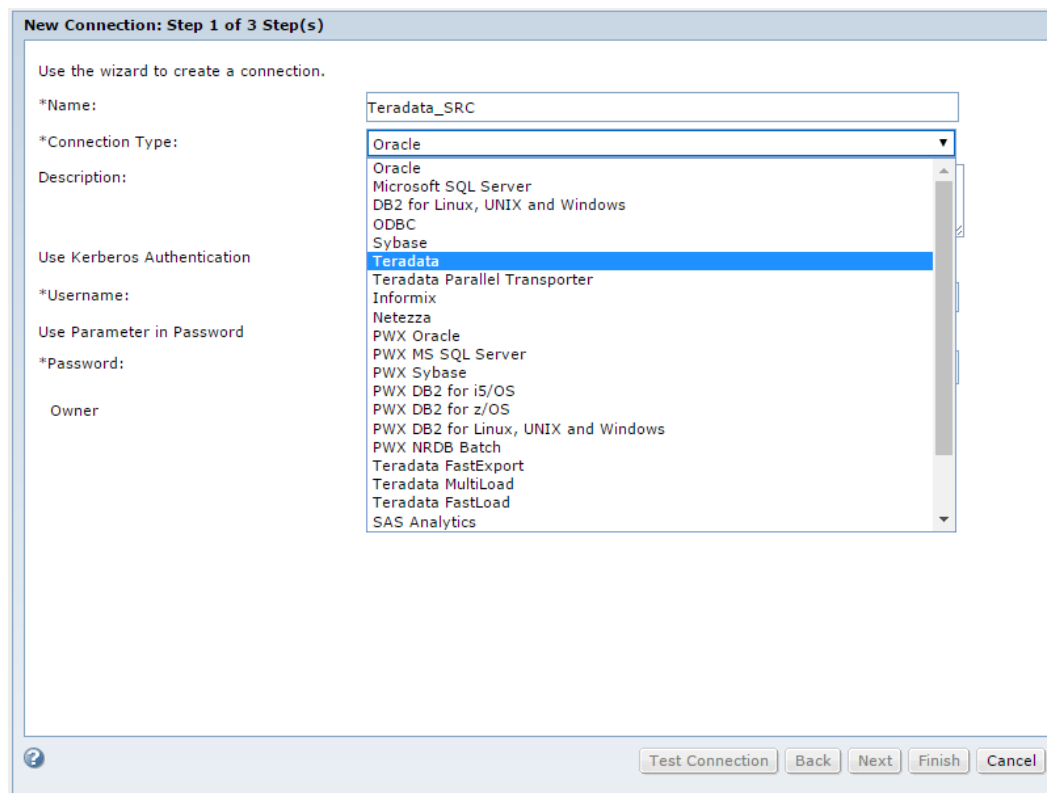 New Connection: Step 1 of 3 Step(s)
Use the wizard to create a connection.
*Name:
Teradata_SRC
*Connection Type:
Oracle
Description:
Oracle
Microsoft SQL Server
DB2 for Linux, UNIX and Windows
ODBC
Sybase
Use Kerberos Authentication
Teradata
Teradata Parallel Transporter
*Username:
Informix
Netezza
Use Parameter in Password
PWX Oracle
PWX MS SQL Server
*Password:
PWX Sybase
PWX DB2 for i5/OS
Owner
PWX DB2 for z/OS
PWX DB2 for Linux, UNIX and Windows
PWX NRDB Batch
Teradata FastExport
Teradata MultiLoad
Teradata FastLoad
SAS Analytics
? Test Connection Back Next Finish Cancel